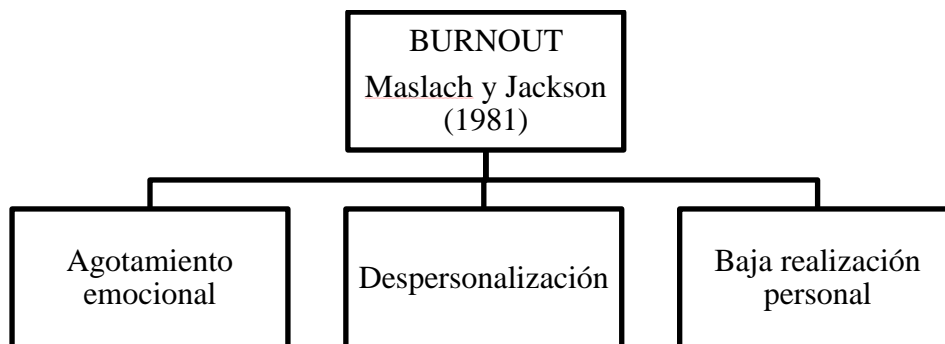 BURNOUT
Maslach y Jackson
(1981)
Agotamiento
emocional
Despersonalización
Baja realización
personal